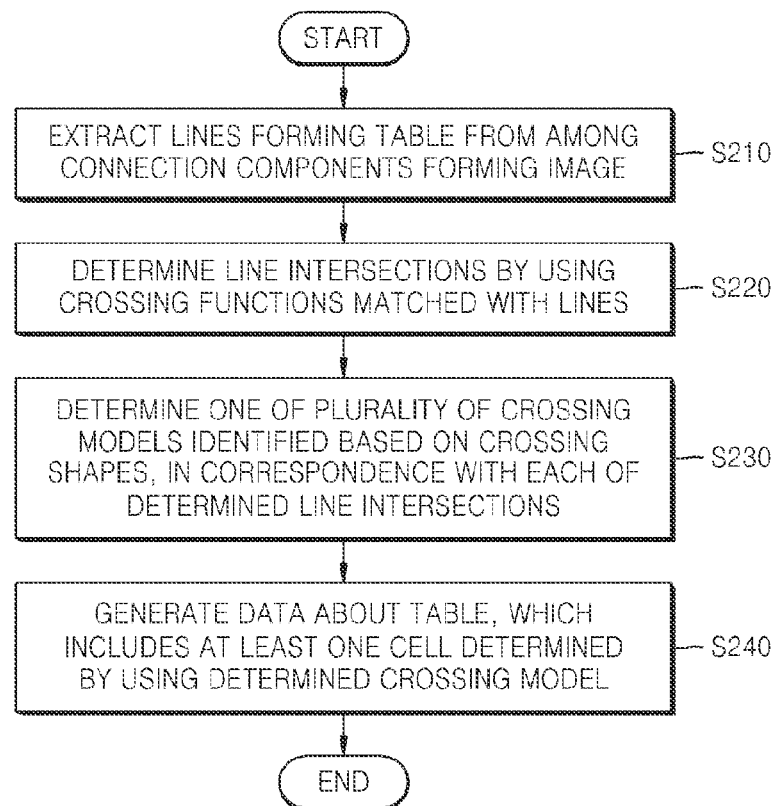 START
EXTRACT LINES FORMING TABLE FROM AMONG
CONNECTION COMPONENTS FORMING IMAGE
S210
DETERMINE LINE INTERSECTIONS BY USING
CROSSING FUNCTIONS MATCHED WITH LINES
S220
DETERMINE ONE OF PLURALITY OF CROSSING
MODELS IDENTIFIED BASED ON CROSSING
SHAPES, IN CORRESPONDENCE WITH EACH OF
DETERMINED LINE INTERSECTIONS
S230
GENERATE DATA ABOUT TABLE, WHICH
INCLUDES AT LEAST ONE CELL DETERMINED
BY USING DETERMINED CROSSING MODEL
S240
END